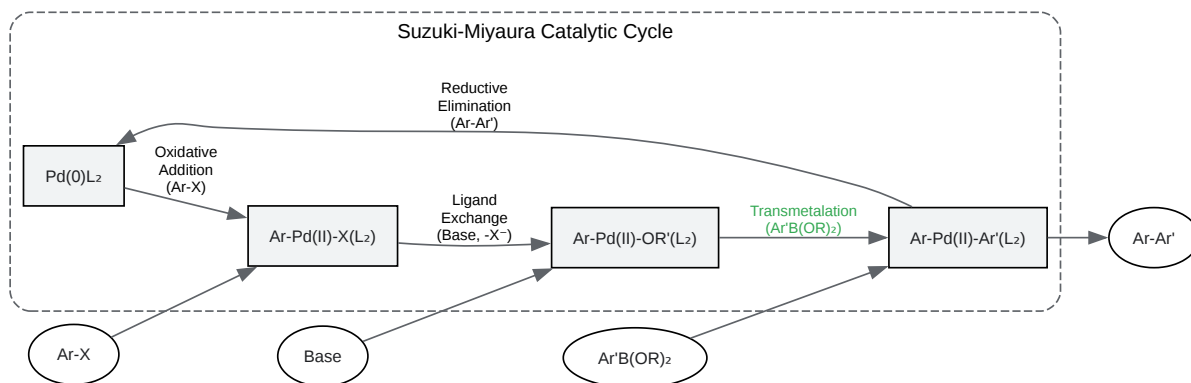 Suzuki-Miyaura Catalytic Cycle
Reductive
Elimination
(Ar-Ar')
Pd(0)L₂
Oxidative
Addition
(Ar-X)
Ar-Pd(II)-X(L₂)
Ligand
Exchange
(Base, -X⁻)
Ar-Pd(II)-OR'(L₂)
Transmetalation
(Ar'B(OR)₂)
Ar-Pd(II)-Ar'(L₂)
Ar-Ar'
Ar-X
Base
Ar'B(OR)₂